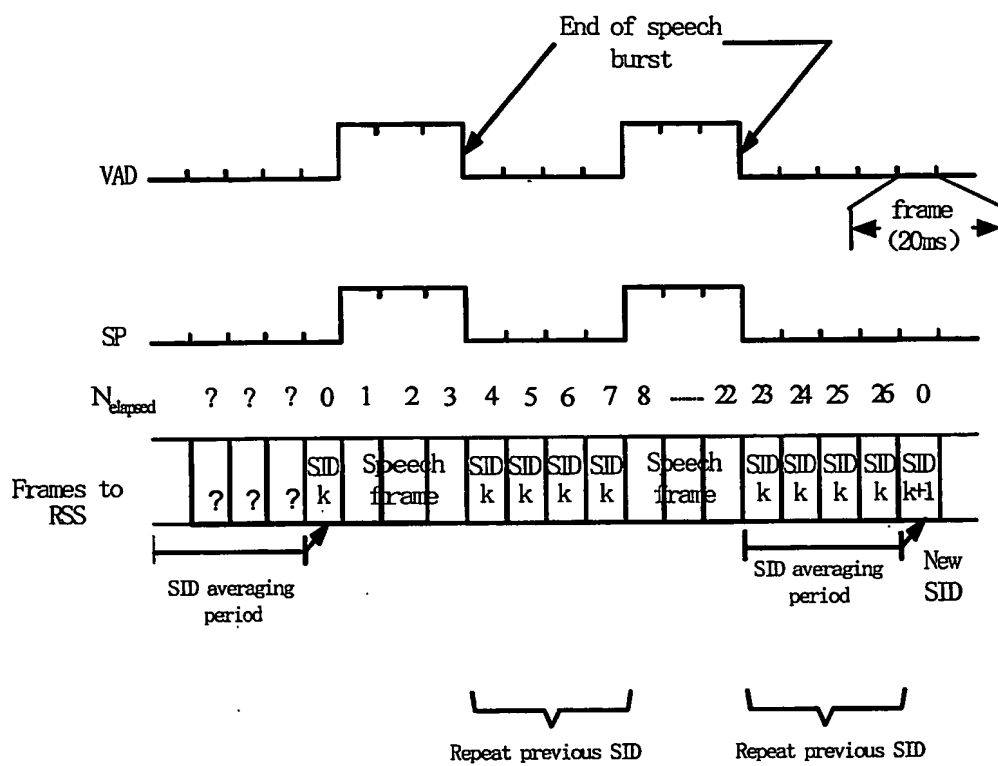 End of speech
burst
VAD
frame
(20ms)
SP
Nelapsed ? ? ? 0 1 2 3 4 5 6 7 8 ----- 22 23 24 25 26 0
Frames to
RSS
? ? ? SID k Speech frame SID k SID k SID k SID k Speech frame SID k SID k SID k SID k SID k+1
SID averaging
period
SID averaging
period
New
SID
Repeat previous SID
Repeat previous SID